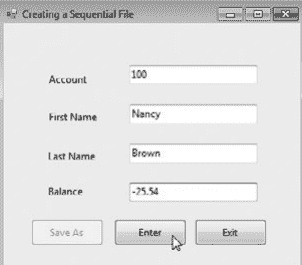 Creating a Sequential File
Account 100
First Name Nancy
Last Name Brown
Balance -25.54
Save As Enter Exit